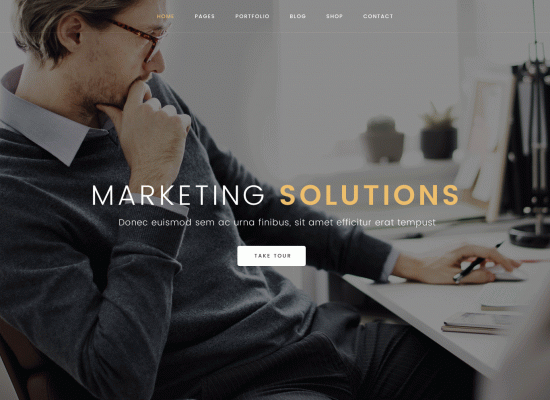 HOME PAGES PORTFOLIO BLOG SHOP CONTACT
MARKETING SOLUTIONS
Donec euismod sem ac urna finibus, sit amet efficitur erat tempust
TAKE TOUR